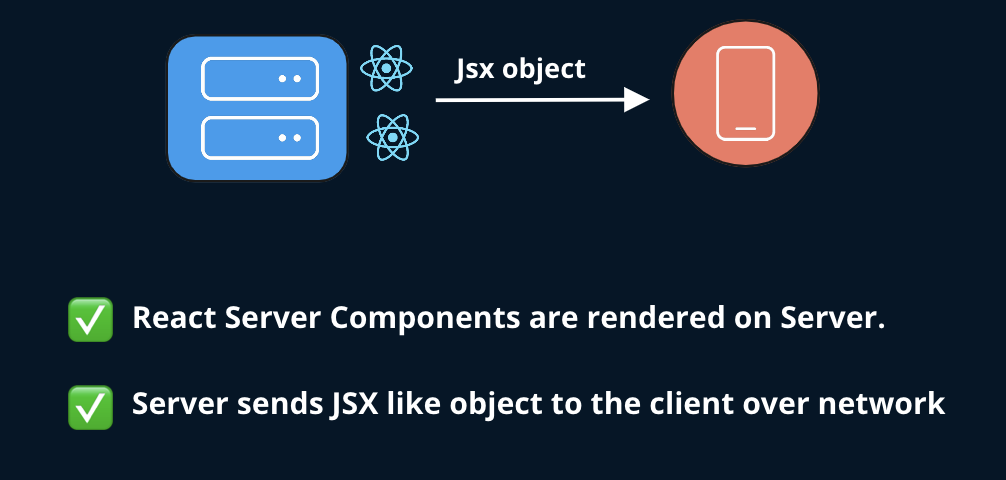 Jsx object
React Server Components are rendered on Server.
Server sends JSX like object to the client over network